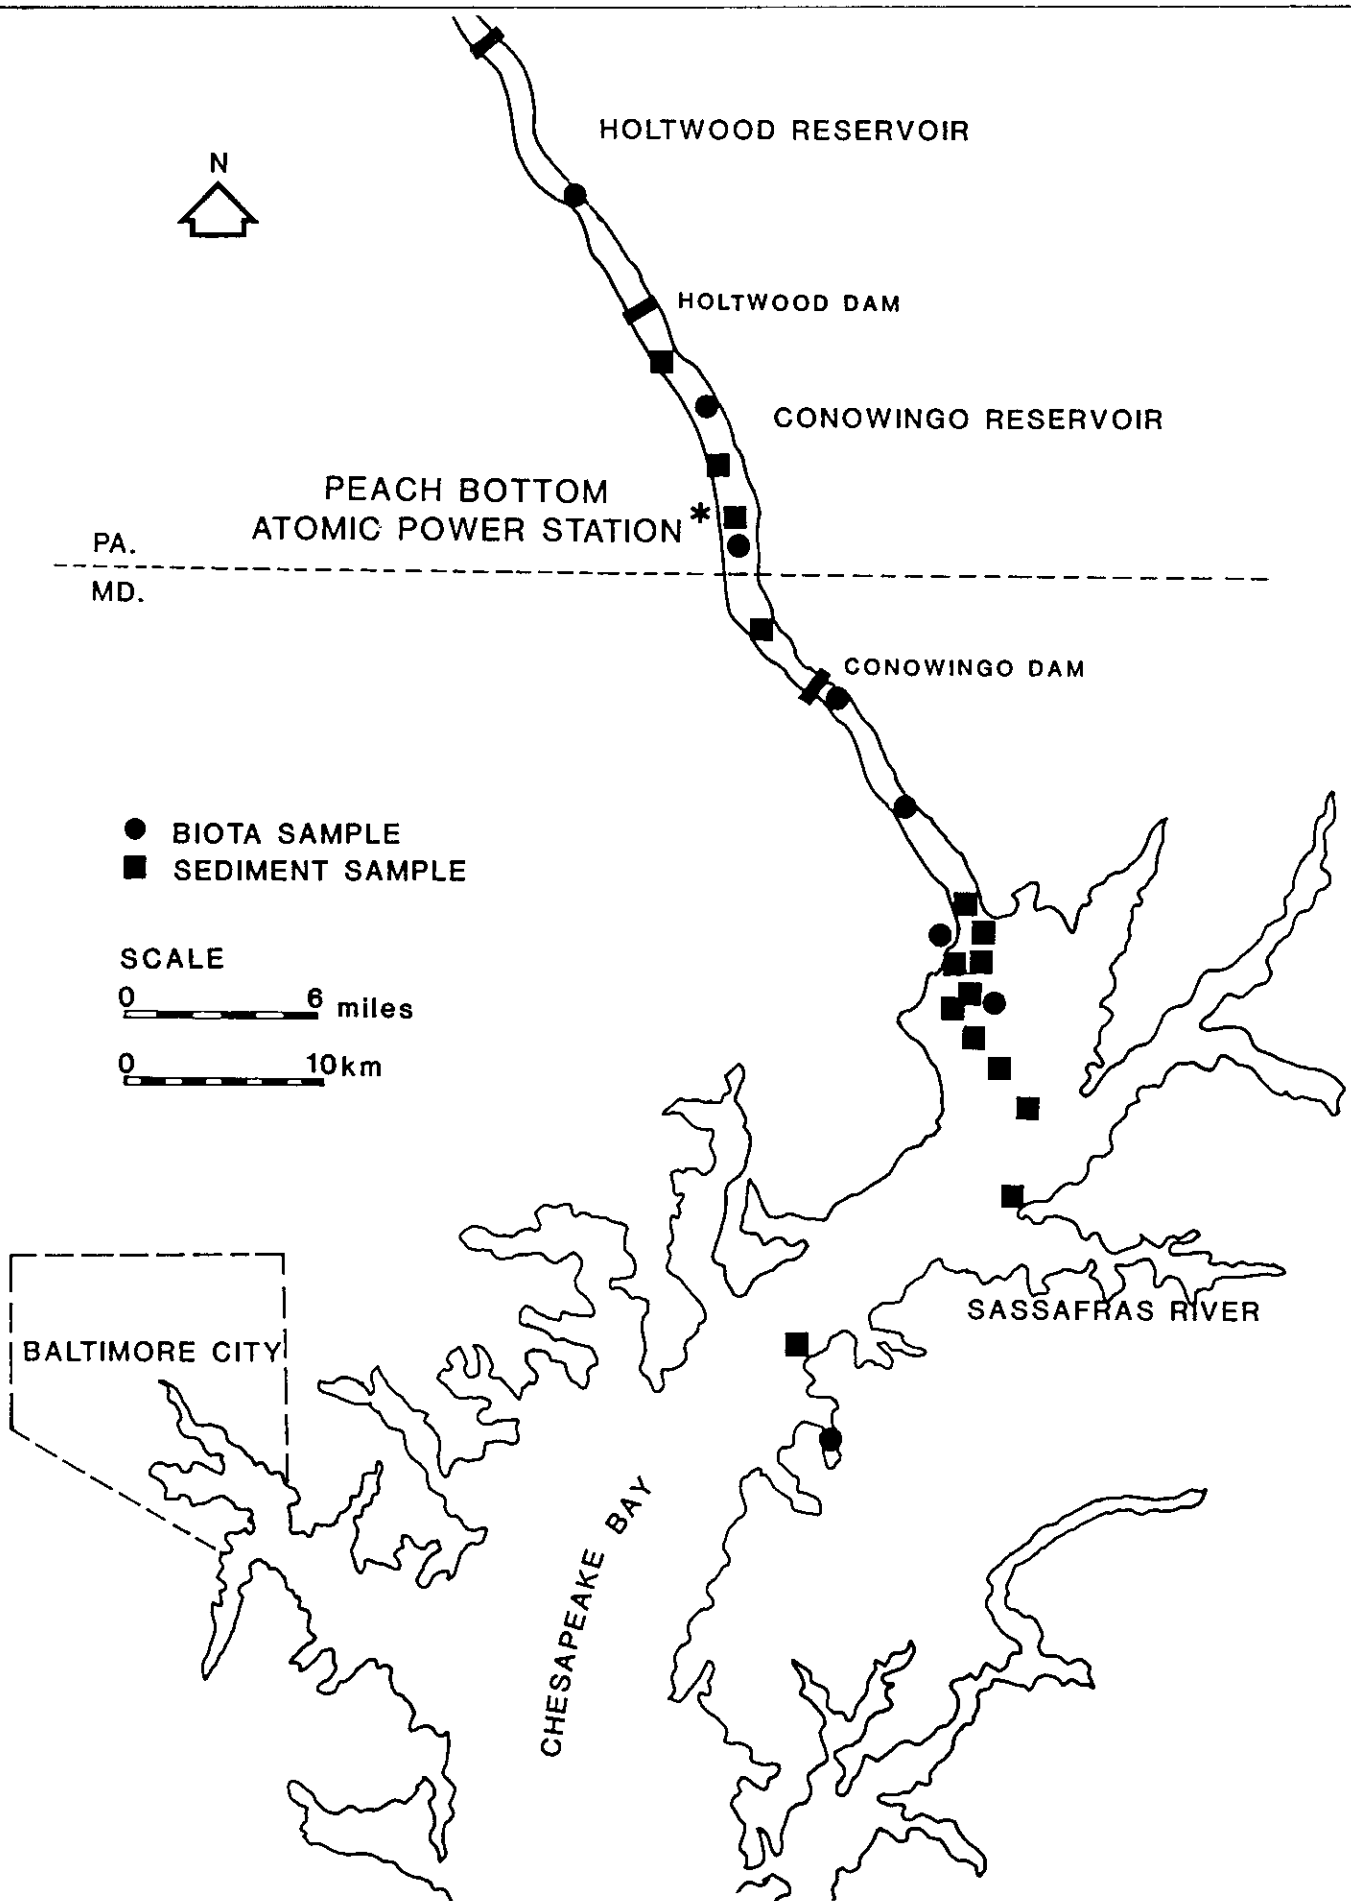 HOLTWOOD RESERVOIR
N
HOLTWOOD DAM
CONOWINGO RESERVOIR
PEACH BOTTOM
ATOMIC POWER STATION *
PA.
MD.
CONOWINGO DAM
BIOTA SAMPLE
SEDIMENT SAMPLE
SCALE
0 6 miles
0 10km
SASSAFRAS RIVER
BALTIMORE CITY
CHESAPEAKE BAY